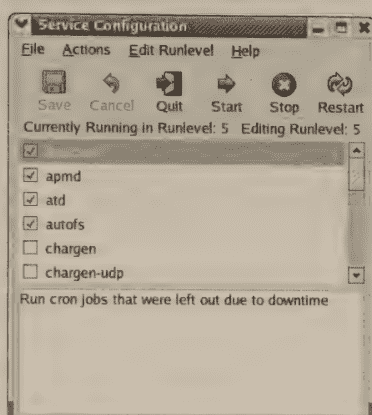 Service Configuration
File Actions Edit Runlevel Help
Save Cancel Quit Start Stop Restart
Currently Running in Runlevel: 5 Editing Runlevel: 5
apmd
atd
autofs
chargen
chargen-udp
Run cron jobs that were left out due to downtime